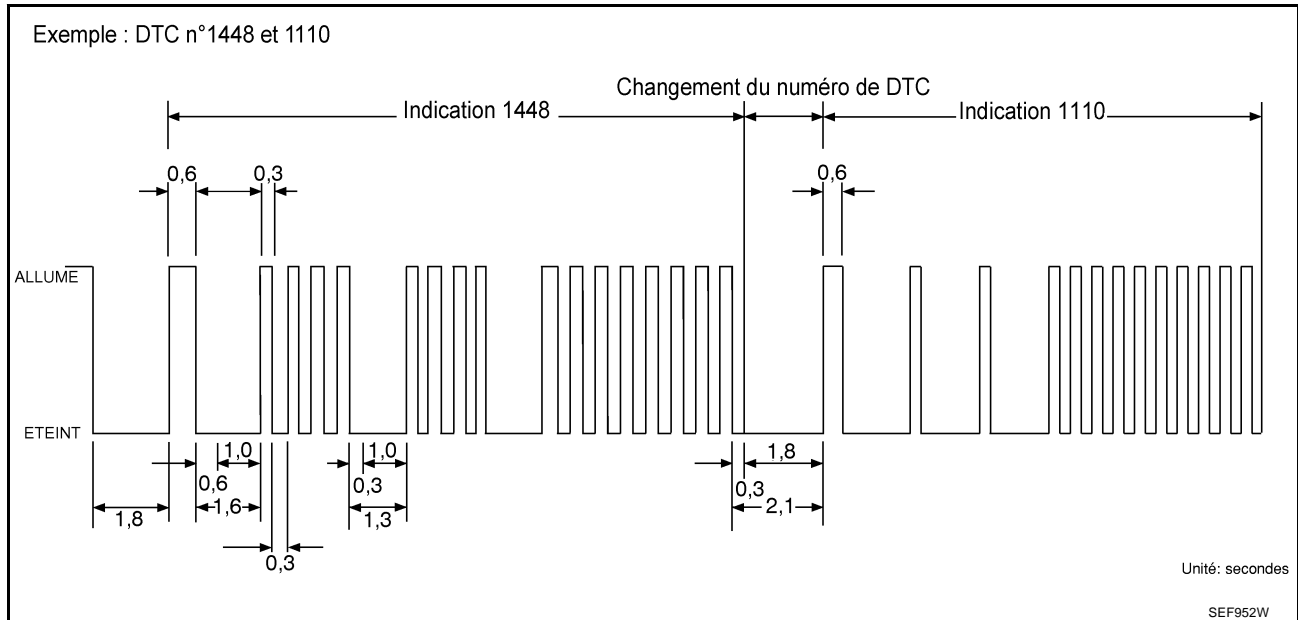 Exemple : DTC n°1448 et 1110
Changement du numéro de DTC
Indication 1448
Indication 1110
0,6
0,3
0,6
ALLUME
ETEINT
1,0
1,0
1,8
0,6
0,3
0,3
1,8
1,6
1,3
2,1
0,3
Unité: secondes
SEF952W